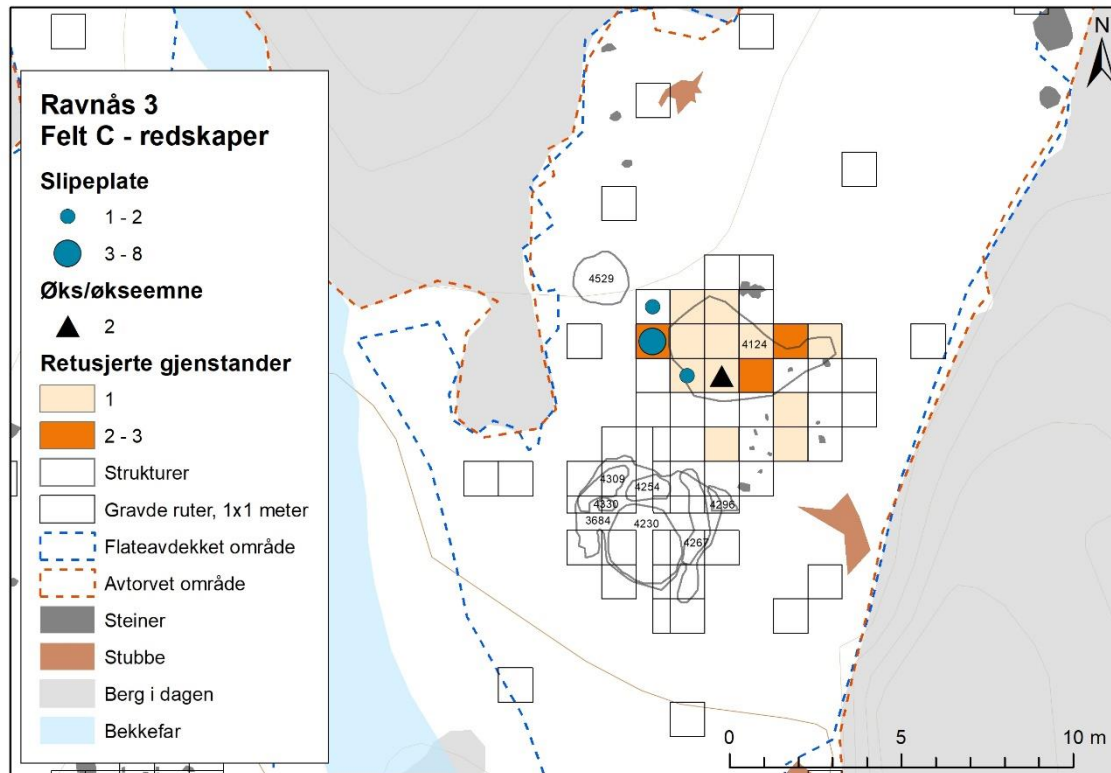 Ravnås 3
Felt C - redskaper
Slipeplate
1 - 2
3 - 8
Øks/økseemne
2
Retusjerte gjenstander
1
2 - 3
Strukturer
Gravde ruter, 1x1 meter
Flateavdekket område
Avtorvet område
Steiner
Stubbe
Berg i dagen
Bekkefar
N
4529
4124
4309
4254
4330
4296
3684
4230
4267
0 5 10 m